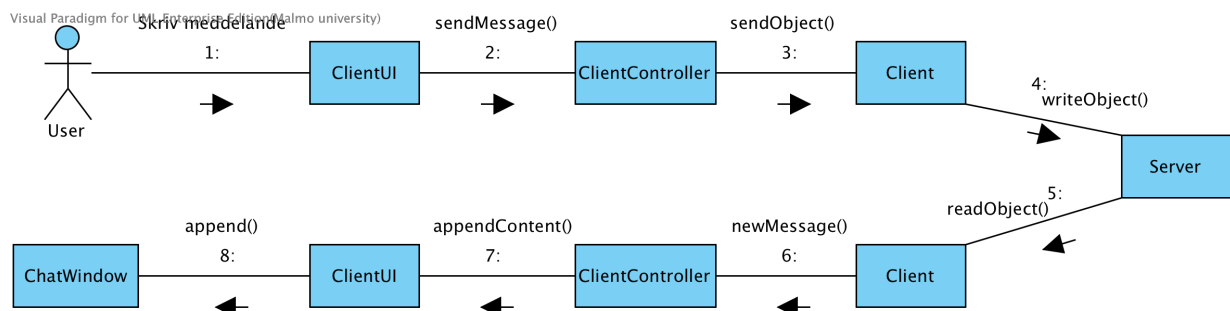 Visual Paradigm for UML Enterprise Edition(Malmo university)
Skriv meddelande
1:
sendMessage()
2:
sendObject()
3:
ClientUI
ClientController
Client
4:
writeObject()
User
Server
5:
readObject()
append()
8:
appendContent()
7:
newMessage()
6:
ChatWindow
ClientUI
ClientController
Client